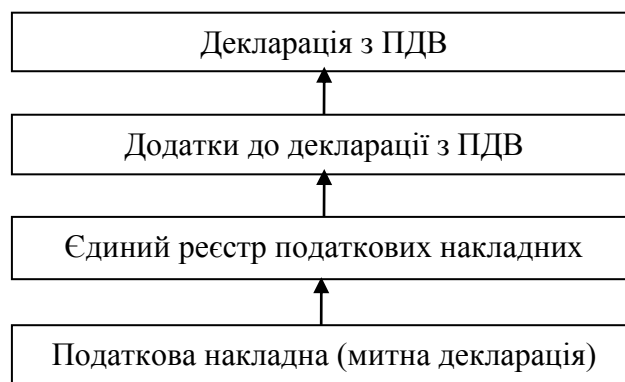 Декларація з ПДВ
Додатки до декларації з ПДВ
Єдиний реєстр податкових накладних
Податкова накладна (митна декларація)